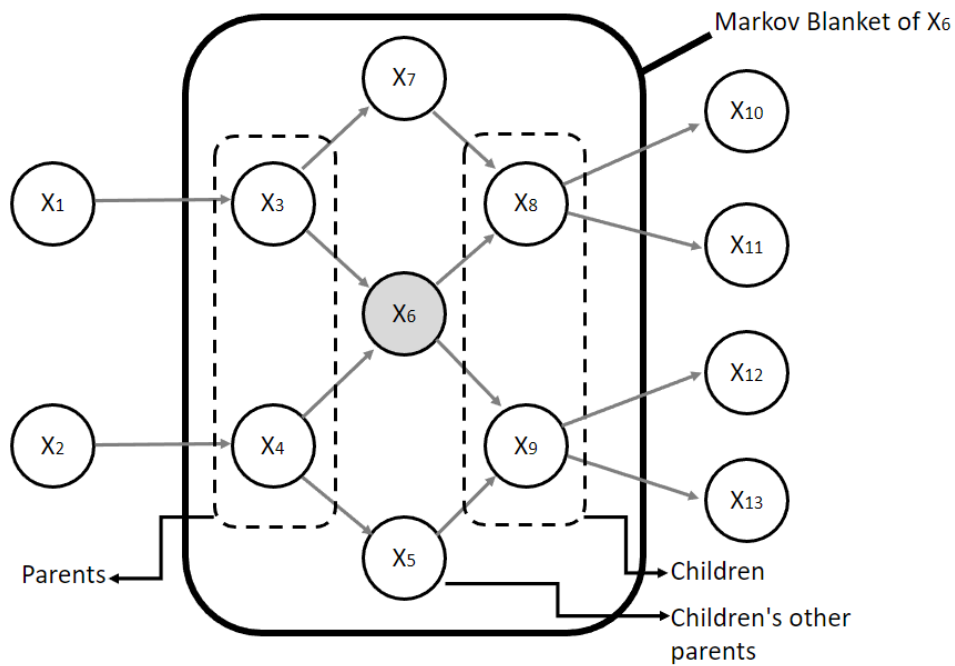 Markov Blanket of X6
X7
X10
X1
X3
X8
X11
X6
X12
X2
X4
X9
X13
X5
Parents
Children
Children's other
parents